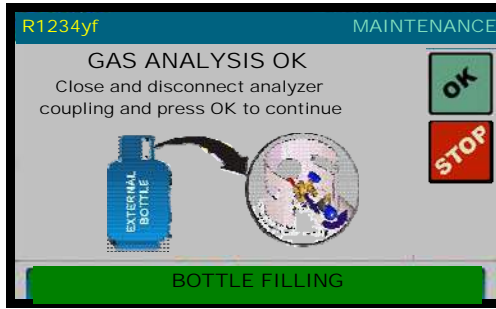 R1234yf MAINTENANCE
GAS ANALYSIS OK
Close and disconnect analyzer
coupling and press OK to continue
OK
STOP
EXTERNAL
BOTTLE
BOTTLE FILLING